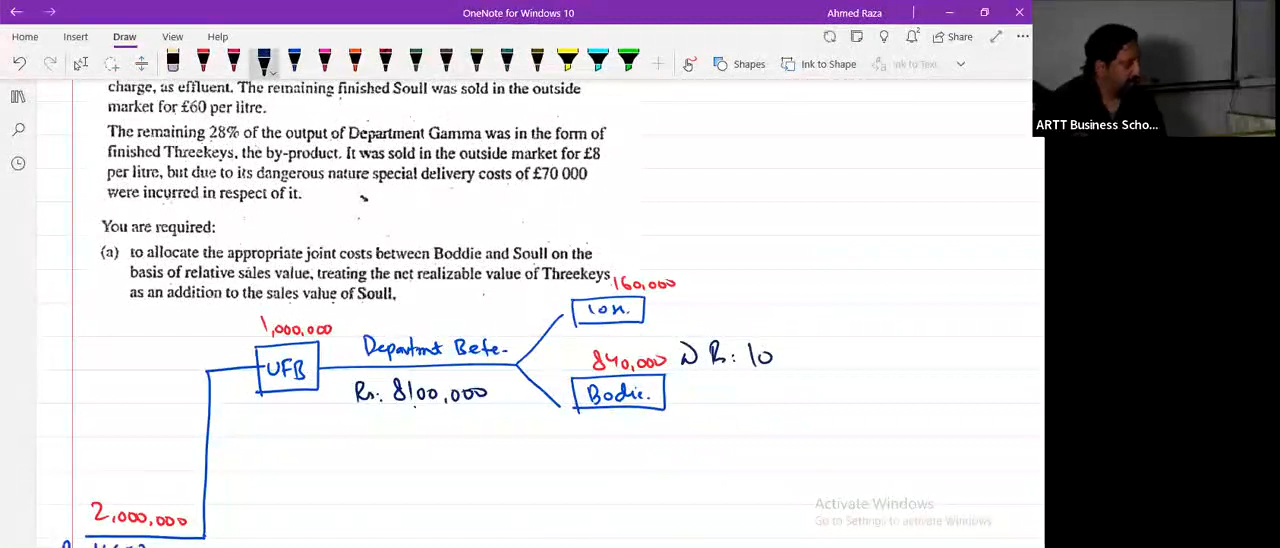 OneNote for Windows 10
Ahmed Raza
Home Insert Draw View Help
Share
Shapes Ink to Shape Ink to Text
ARTT Business Scho...
charge, as effluent. The remaining finished Soull was sold in the outside
market for £60 per litre.
The remaining 28% of the output of Department Gamma was in the form of
finished Threekeys, the by-product. It was sold in the outside market for £8
per litre, but due to its dangerous nature special delivery costs of £70 000
were incurred in respect of it.
You are required:
(a) to allocate the appropriate joint costs between Boddie and Soull on the
basis of relative sales value, treating the net realizable value of Threekeys
as an addition to the sales value of Soull,
160,000
1,000,000
Department Beta.
840,000
UFB
Rs: 8100,000
Bodie.
2,000,000
Activate Windows
Go to Settings to activate Windows